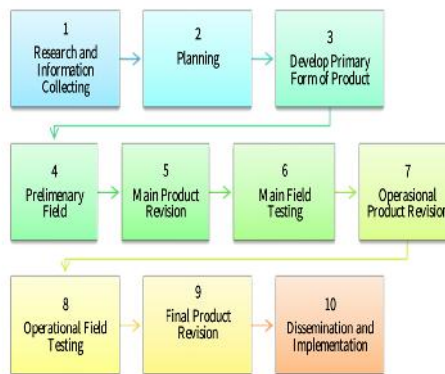 1
Research and
Information
Collecting
2
Planning
3
Develop Primary
Form of Product
4
Prelimenary
Field
5
Main Product
Revision
6
Main Field
Testing
7
Operasional
Product Revision
8
Operational Field
Testing
9
Final Product
Revision
10
Dissemination and
Implementation